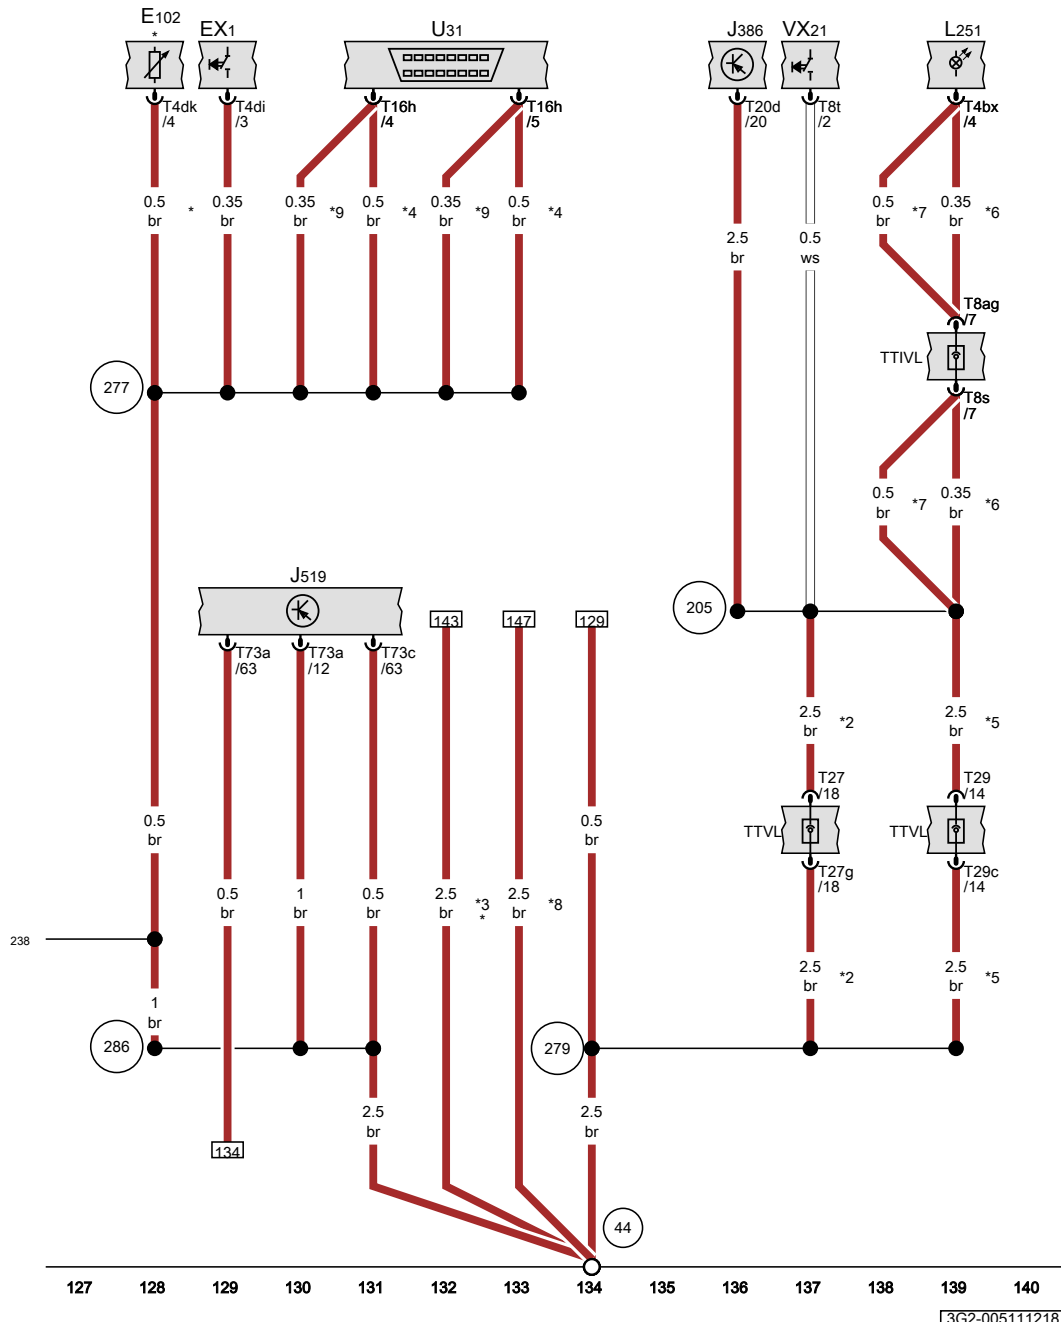 E102 EX1 U31 J386 VX21 L251
*
T4dk /4 T4di /3 T16h /4 T16h /5 T20d /20 T8t /2 T4bx /4
0.5 br * 0.35 br 0.35 br *9 0.5 br *4 0.35 br *9 0.5 br *4 2.5 br 0.5 ws 0.5 br *7 0.35 br *6
T8ag /7
TTIVL
277 T8s /7
0.5 br *7 0.35 br *6
J519
143 147 129 205
T73a /63 T73a /12 T73c /63
2.5 br *2 2.5 br *5
T27 /18 T29 /14
0.5 br 0.5 br TTVL TTVL
T27g /18 T29c /14
0.5 br 1 br 0.5 br 2.5 br *3 * 2.5 br *8
238
2.5 br *2 2.5 br *5
1 br
286 279
2.5 br 2.5 br
134
44
127 128 129 130 131 132 133 134 135 136 137 138 139 140
3G2-005111218